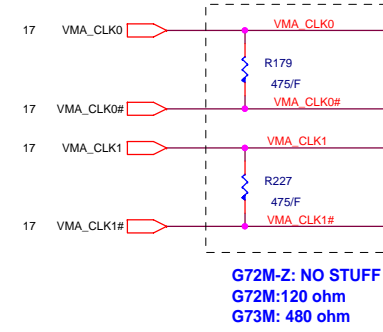 17 VMA_CLK0 VMA_CLK0
R179
475/F
17 VMA_CLK0# VMA_CLK0#
17 VMA_CLK1 VMA_CLK1
R227
475/F
17 VMA_CLK1# VMA_CLK1#
G72M-Z: NO STUFF
G72M:120 ohm
G73M: 480 ohm